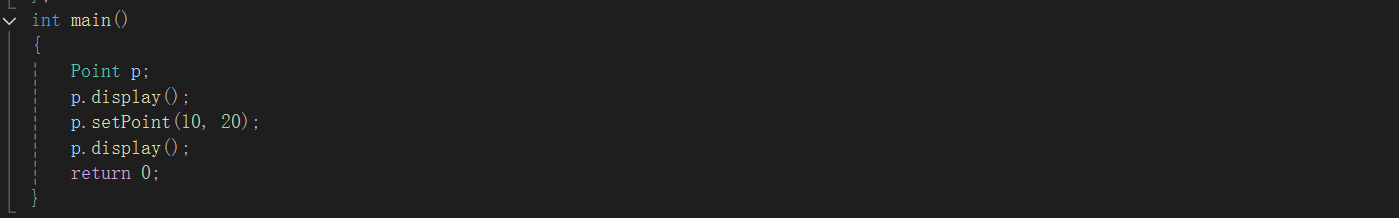 int main()
{
Point p;
p.display();
p.setPoint(10, 20);
p.display();
return 0;
}